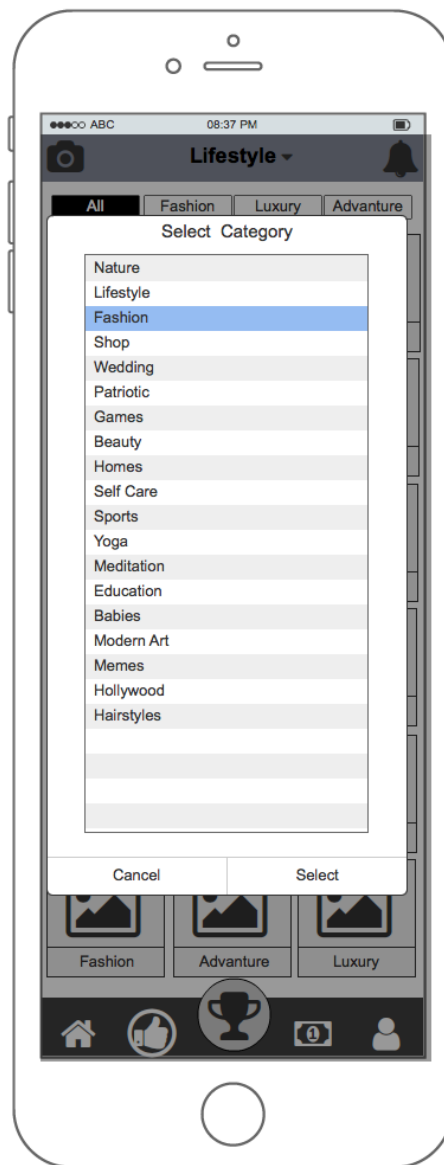 ABC 08:37 PM
Lifestyle
All Fashion Luxury Advanture
Select Category
Nature
Lifestyle
Fashion
Shop
Wedding
Patriotic
Games
Beauty
Homes
Self Care
Sports
Yoga
Meditation
Education
Babies
Modern Art
Memes
Hollywood
Hairstyles
Cancel Select
Fashion Advanture Luxury
1